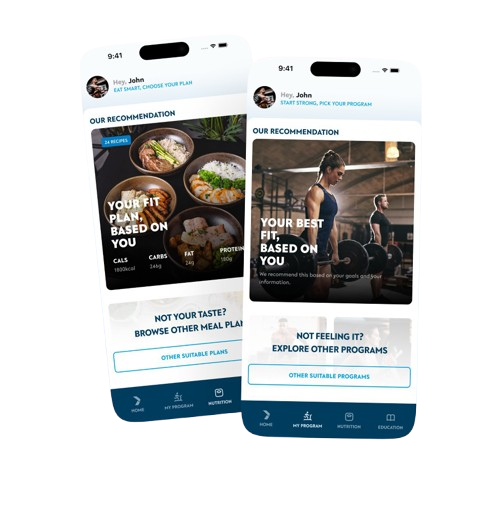 9:41
Hey, John
EAT SMART, CHOOSE YOUR PLAN
OUR RECOMMENDATION
24 RECIPES
YOUR FIT
PLAN,
BASED ON
YOU
CALS CARBS FAT PROTEIN
1800kcal 246g 24g 150g
NOT YOUR TASTE?
BROWSE OTHER MEAL PLAN
OTHER SUITABLE PLANS
HOME
MY PROGRAM
NUTRITION
9:41
Hey, John
START STRONG, PICK YOUR PROGRAM
OUR RECOMMENDATION
YOUR BEST
FIT,
BASED ON
YOU
We recommend this based on your goals and your
information.
NOT FEELING IT?
EXPLORE OTHER PROGRAMS
OTHER SUITABLE PROGRAMS
HOME
MY PROGRAM
NUTRITION
EDUCATION